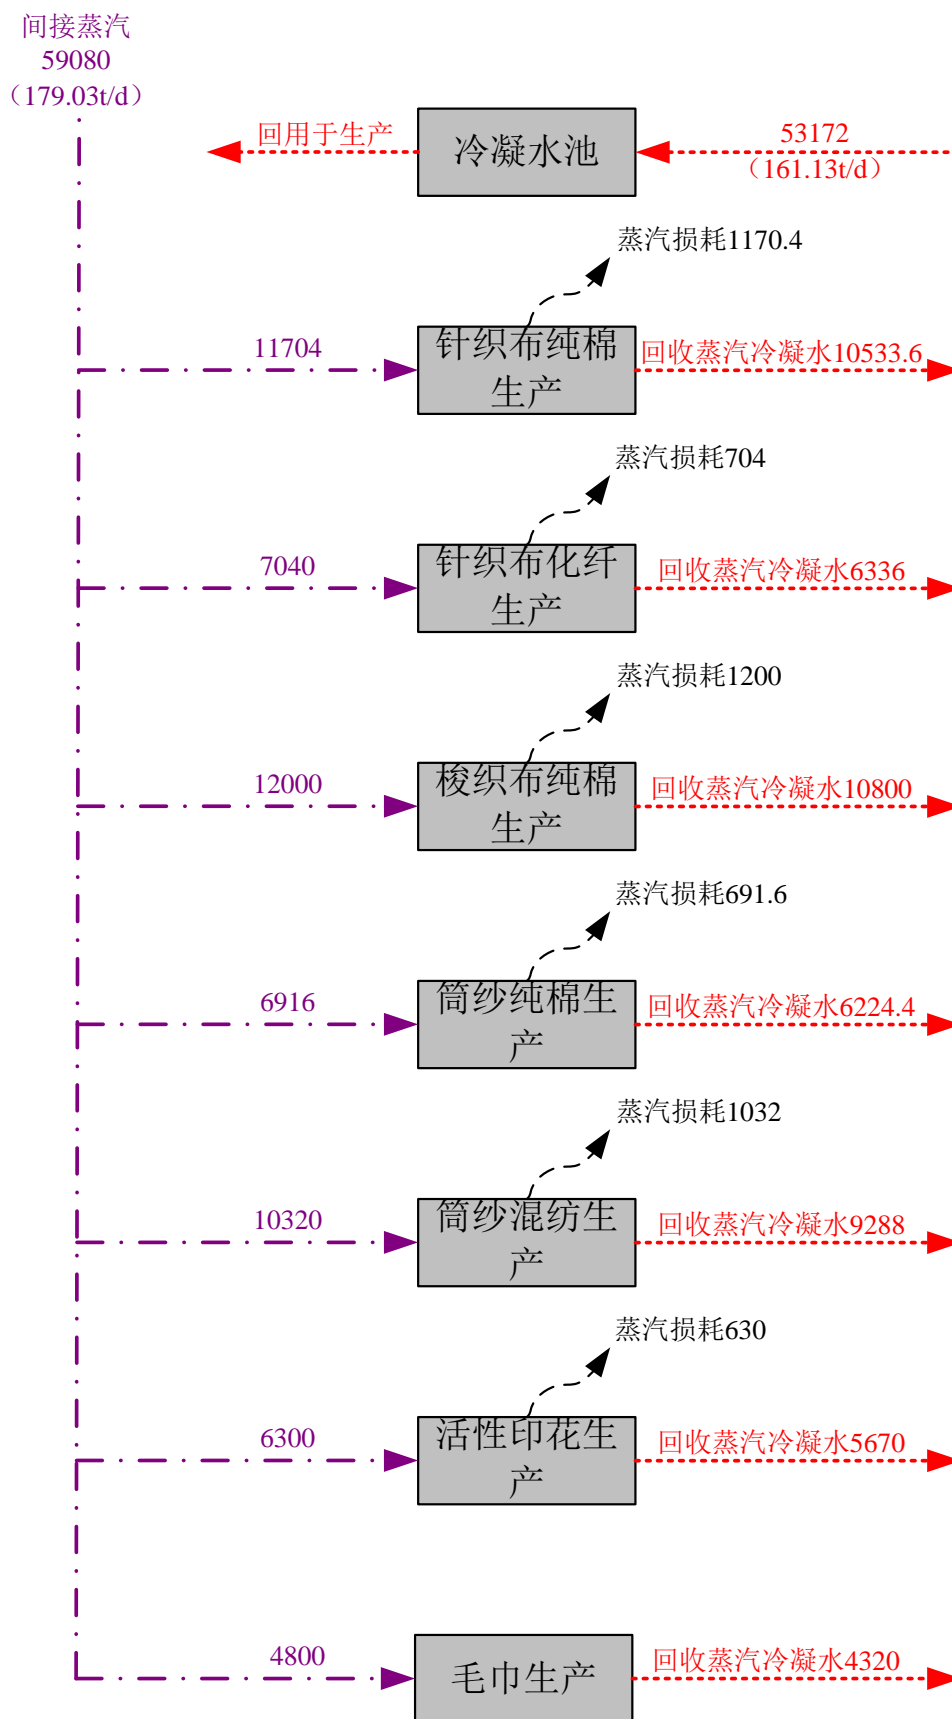 间接蒸汽
59080
（179.03t/d）
回用于生产
冷凝水池
53172
（161.13t/d）
蒸汽损耗1170.4
11704
针织布纯棉
生产
回收蒸汽冷凝水10533.6
蒸汽损耗704
7040
针织布化纤
生产
回收蒸汽冷凝水6336
蒸汽损耗1200
12000
梭织布纯棉
生产
回收蒸汽冷凝水10800
蒸汽损耗691.6
6916
筒纱纯棉生
产
回收蒸汽冷凝水6224.4
蒸汽损耗1032
10320
筒纱混纺生
产
回收蒸汽冷凝水9288
蒸汽损耗630
6300
活性印花生
产
回收蒸汽冷凝水5670
4800
毛巾生产
回收蒸汽冷凝水4320